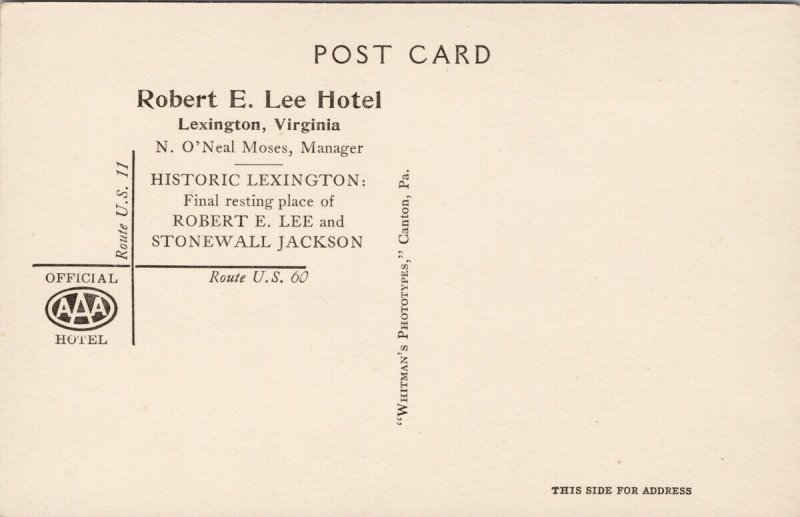 POST CARD
Robert E. Lee Hotel
Lexington, Virginia
N. O'Neal Moses, Manager
HISTORIC LEXINGTON:
Final resting place of
ROBERT E. LEE and
STONEWALL JACKSON
Route U.S. 11
Route U.S. 60
OFFICIAL
AAA
HOTEL
"WHITMAN'S PHOTOTYPES," Canton, Pa.
THIS SIDE FOR ADDRESS